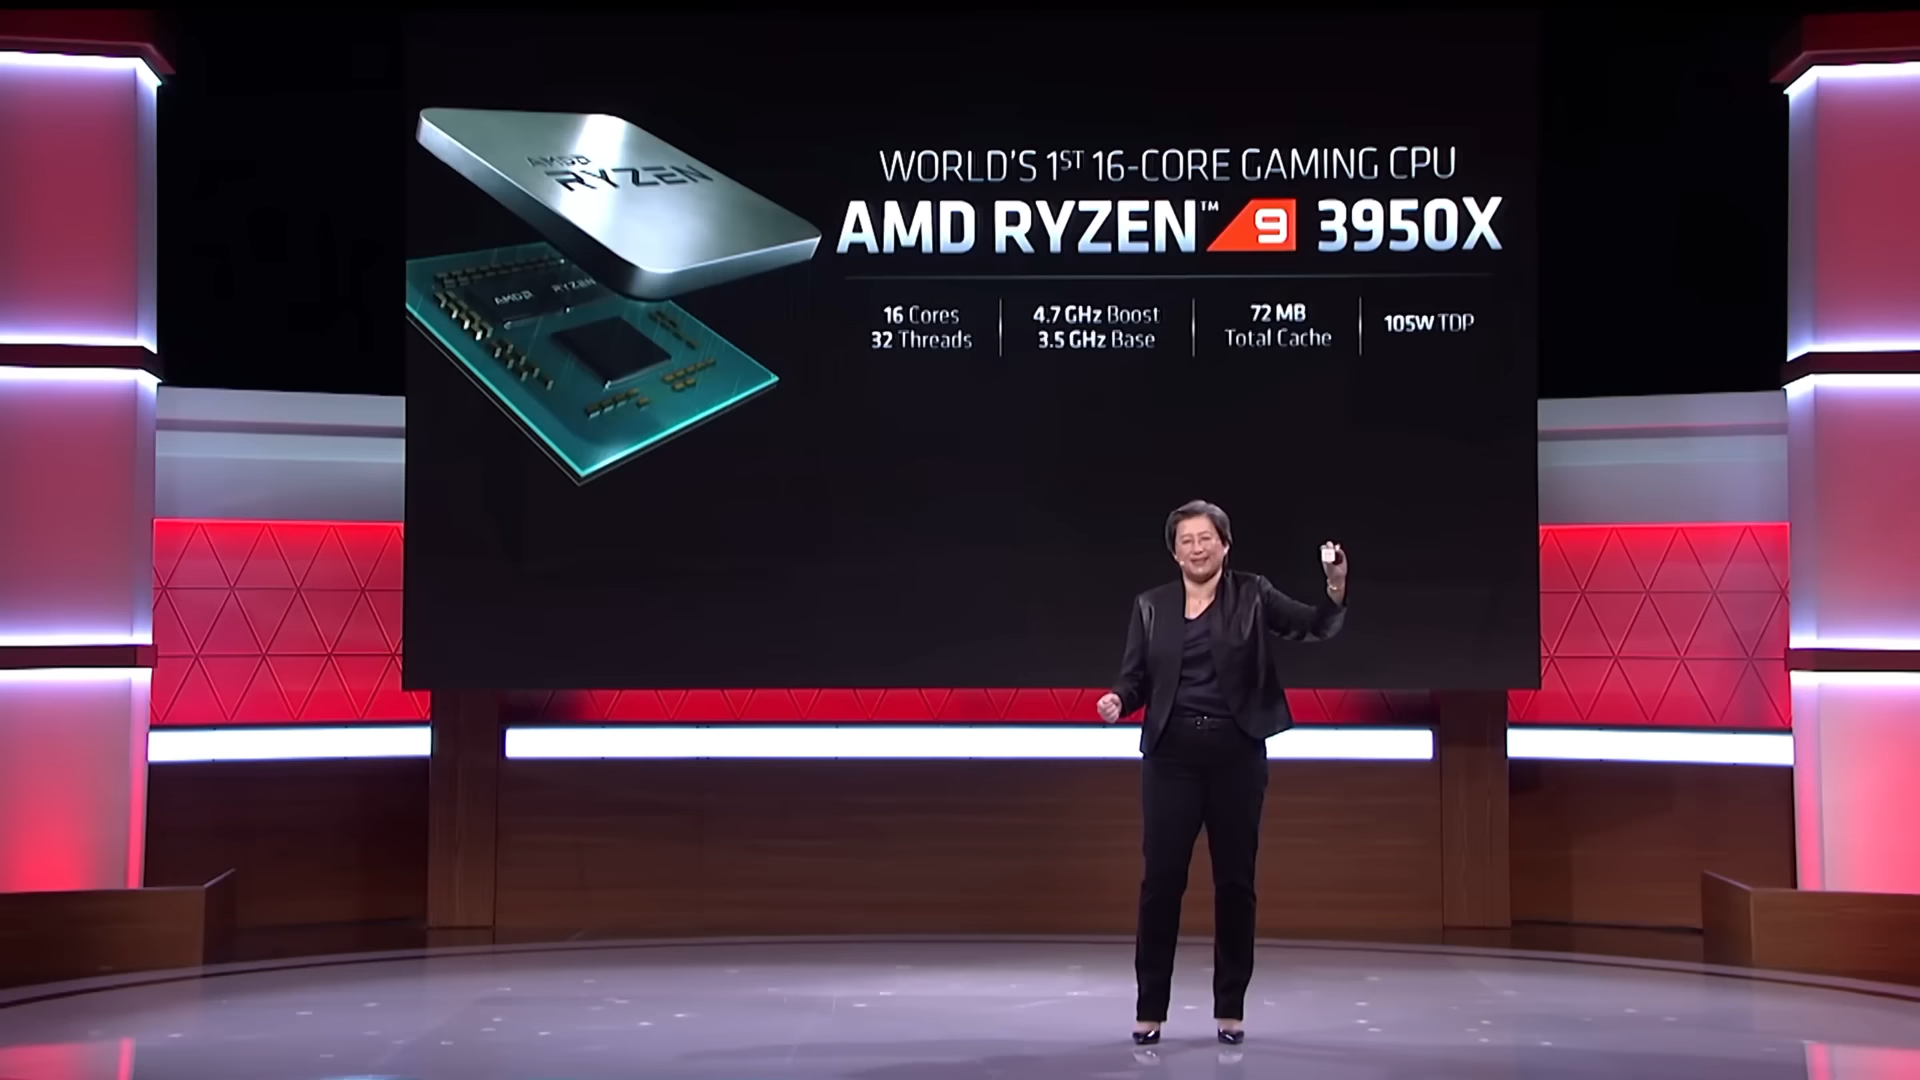 WORLD'S 1ST 16-CORE GAMING CPU
AMD RYZEN™ 9 3950X
16 Cores
32 Threads
4.7 GHz Boost
3.5 GHz Base
72 MB
Total Cache
105W TDP
AMD
RYZEN
AMD RYZEN